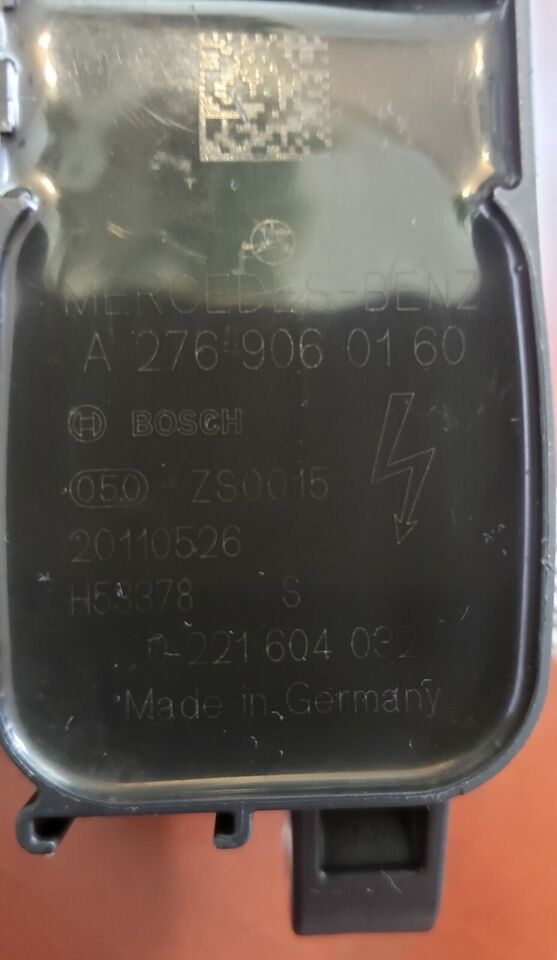 MERCEDES-BENZ
A 276 906 01 60
BOSCH
050 ZS0015
20110526
H53378 S
0 221 604 032
Made in Germany